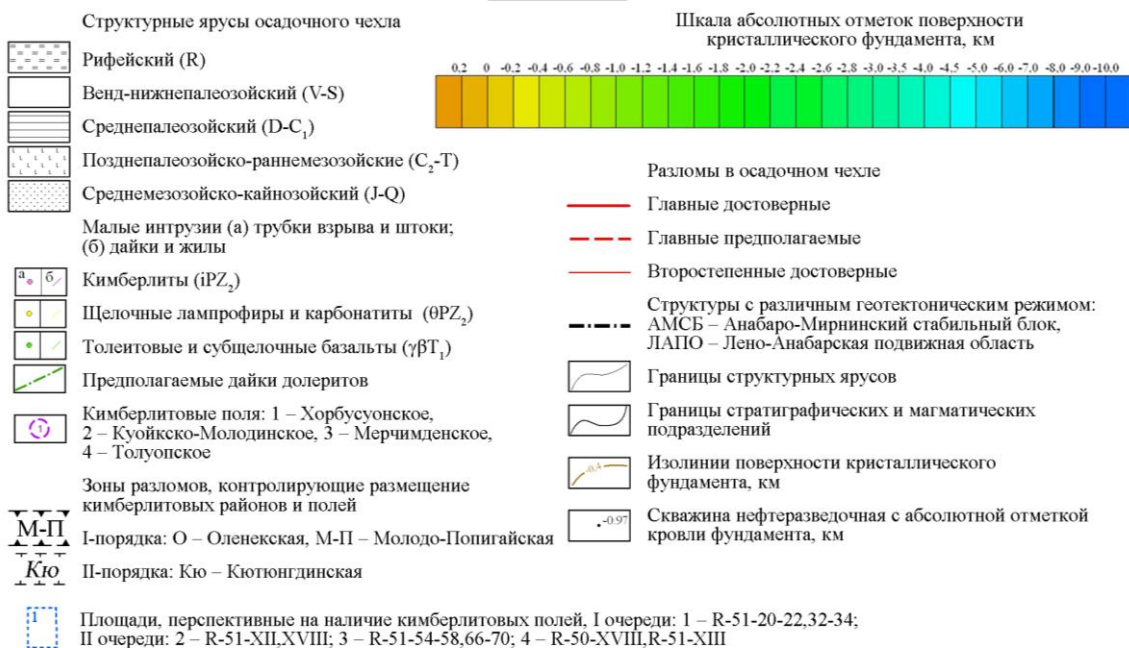 Структурные ярусы осадочного чехла
Рифейский (R)
Венд-нижнепалеозойский (V-S)
Среднепалеозойский (D-C₁)
Позднепалеозойско-раннемезозойские (C₂-T)
Среднемезозойско-кайнозойский (J-Q)
Малые интрузии (а) трубки взрыва и штоки;
(б) дайки и жилы
а б
Кимберлиты (iPZ₂)
Щелочные лампрофиры и карбонатиты (θPZ₂)
Толеитовые и субщелочные базальты (γβT₁)
Предполагаемые дайки долеритов
1
Кимберлитовые поля: 1 – Хорбусуонское,
2 – Куойкско-Молодинское, 3 – Мерчимденское,
4 – Толуопское
Зоны разломов, контролирующие размещение
кимберлитовых районов и полей
М-П
I-порядка: О – Оленекская, М-П – Молодо-Попигайская
Кю
II-порядка: Кю – Кютюнгдинская
1
Площади, перспективные на наличие кимберлитовых полей, I очереди: 1 – R-51-20-22,32-34;
II очереди: 2 – R-51-XII,XVIII; 3 – R-51-54-58,66-70; 4 – R-50-XVIII,R-51-XIII
Шкала абсолютных отметок поверхности
кристаллического фундамента, км
0,2 0 -0,2 -0,4 -0,6 -0,8 -1,0 -1,2 -1,4 -1,6 -1,8 -2,0 -2,2 -2,4 -2,6 -2,8 -3,0 -3,5 -4,0 -4,5 -5,0 -6,0 -7,0 -8,0 -9,0 -10,0
Разломы в осадочном чехле
Главные достоверные
Главные предполагаемые
Второстепенные достоверные
Структуры с различным геотектоническим режимом:
АМСБ – Анабаро-Мирнинский стабильный блок,
ЛАПО – Лено-Анабарская подвижная область
Границы структурных ярусов
Границы стратиграфических и магматических
подразделений
-0,4
Изолинии поверхности кристаллического
фундамента, км
-0.97
Скважина нефтеразведочная с абсолютной отметкой
кровли фундамента, км